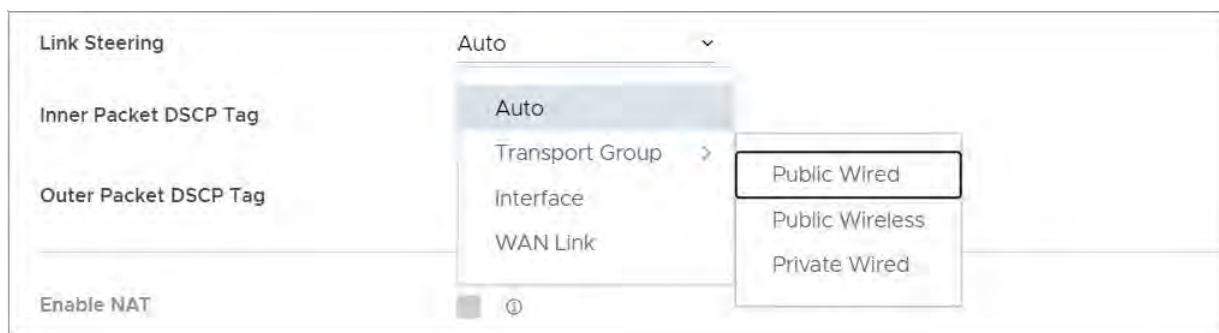 Link Steering
Auto
Auto
Inner Packet DSCP Tag
Transport Group
Public Wired
Outer Packet DSCP Tag
Interface
Public Wireless
WAN Link
Private Wired
Enable NAT